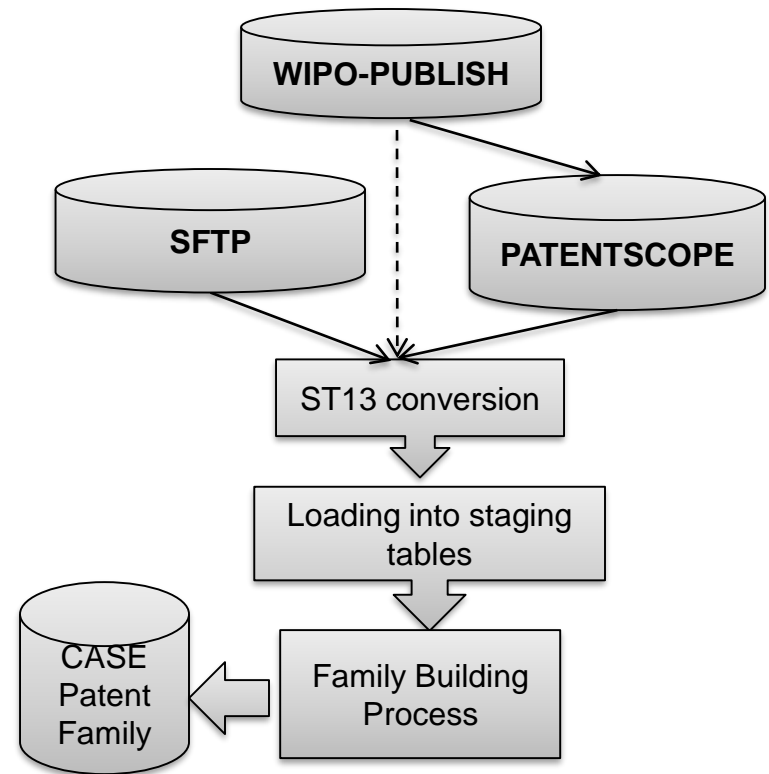 WIPO-PUBLISH
SFTP
PATENTSCOPE
ST13 conversion
Loading into staging
tables
CASE
Patent
Family
Family Building
Process